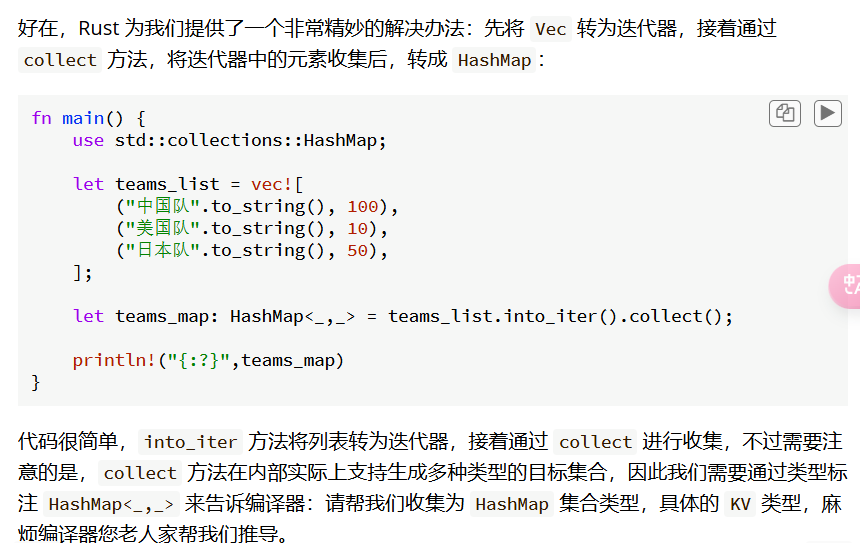 好在，Rust 为我们提供了一个非常精妙的解决办法：先将 Vec 转为迭代器，接着通过
collect 方法，将迭代器中的元素收集后，转成 HashMap：
fn main() {
    use std::collections::HashMap;
    let teams_list = vec![
        ("中国队".to_string(), 100),
        ("美国队".to_string(), 10),
        ("日本队".to_string(), 50),
    ];
    let teams_map: HashMap<_,_> = teams_list.into_iter().collect();
    println!("{:?}",teams_map)
}
代码很简单，into_iter 方法将列表转为迭代器，接着通过 collect 进行收集，不过需要注
意的是，collect 方法在内部实际上支持生成多种类型的目标集合，因此我们需要通过类型标
注 HashMap<_,_> 来告诉编译器：请帮我们收集为 HashMap 集合类型，具体的 KV 类型，麻
烦编译器您老人家帮我们推导。